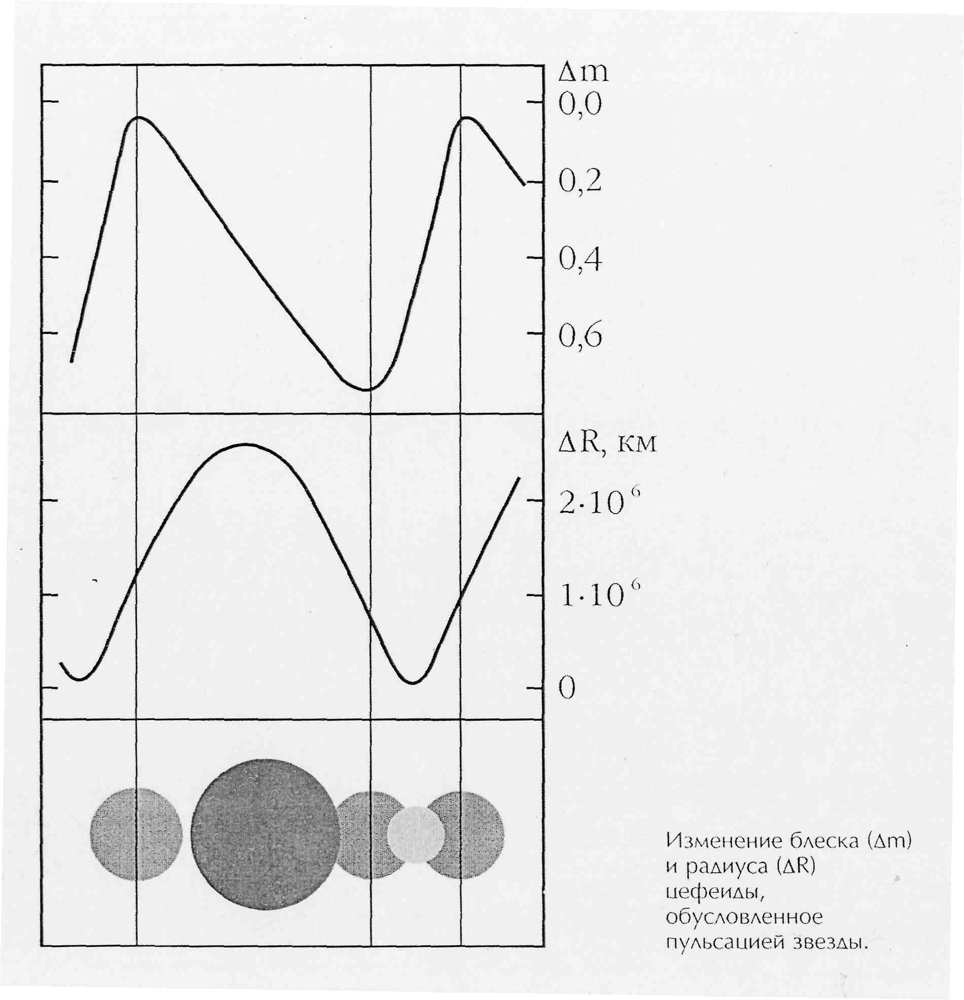 Δm
0,0
0,2
0,4
0,6
ΔR, км
2·10⁶
1·10⁶
0
Изменение блеска (Δm)
и радиуса (ΔR)
цефеиды,
обусловленное
пульсацией звезды.